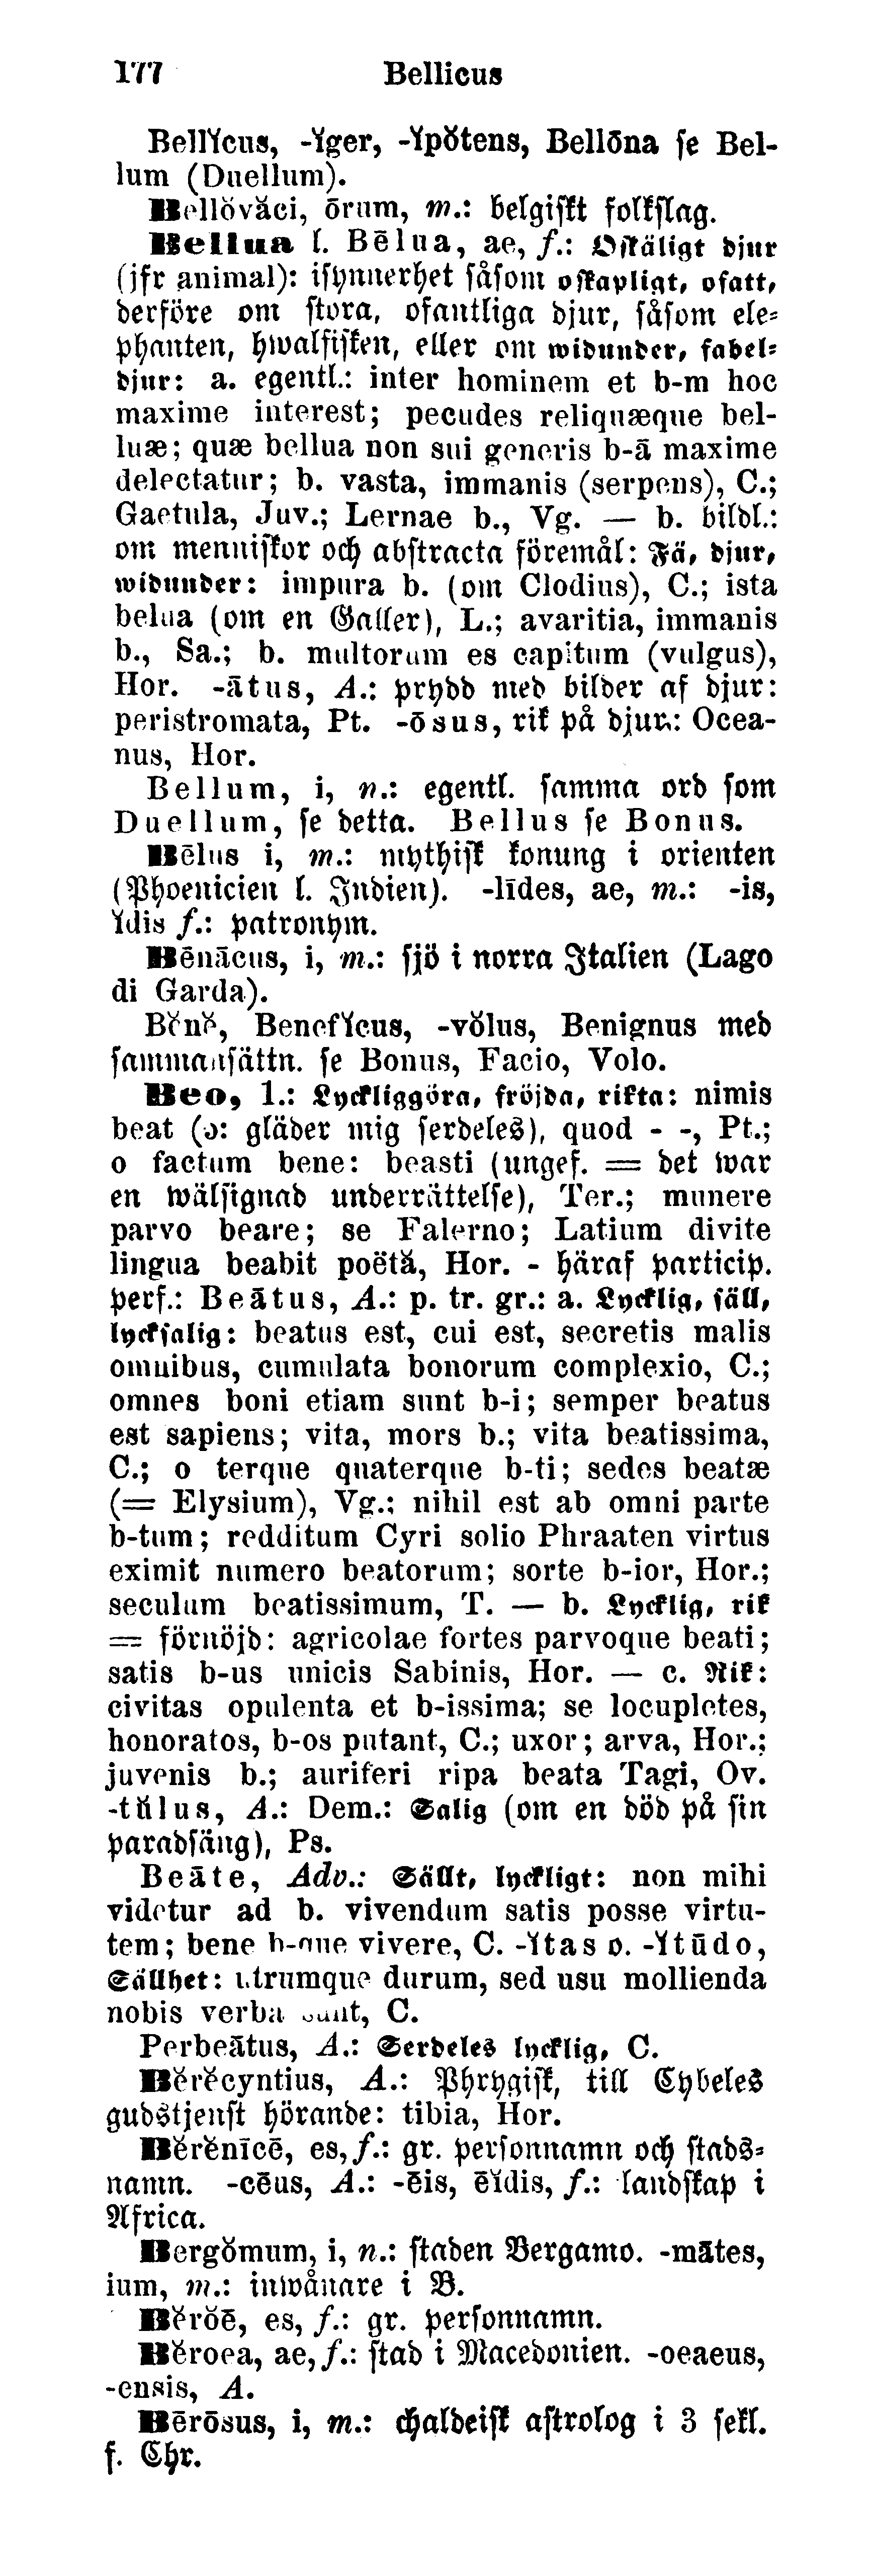 177 Bellicus
Bellĭcus, -ĭger, -ĭpŏtens, Bellōna se Bel-
lum (Duellum).
Bellŏvăci, ōrum, m.: belgiskt folkslag.
Bellua l. Bēlua, ae, f.: Oskäligt djur
(jfr animal): isynnerhet såsom oskapligt, ofatt,
derföre om stora, ofantliga djur, såsom ele-
phanten, hwalfisken, eller om widunder, fabel-
djur: a. egentl.: inter hominem et b-m hoc
maxime interest; pecudes reliquæque bel-
luæ; quæ bellua non sui generis b-ā maxime
delectatur; b. vasta, immanis (serpens), C.;
Gaetula, Juv.; Lernae b., Vg. — b. bildl.:
om menniskor och abstracta föremål: Fä, djur,
widunder: impura b. (om Clodius), C.; ista
belua (om en Galler), L.; avaritia, immanis
b., Sa.; b. multorum es capitum (vulgus),
Hor. -ātus, A.: prydd med bilder af djur:
peristromata, Pt. -ōsus, rik på djur.: Ocea-
nus, Hor.
Bellum, i, n.: egentl. samma ord som
Duellum, se detta. Bellus se Bonus.
Bēlus i, m.: mythisk konung i orienten
(Phoenicien l. Indien). -līdes, ae, m.: -is,
ĭdis f.: patronym.
Bēnācus, i, m.: sjö i norra Italien (Lago
di Garda).
Bĕnĕ, Benefĭcus, -vŏlus, Benignus med
sammansättn. se Bonus, Facio, Volo.
Beo, 1.: Lyckliggöra, fröjda, rikta: nimis
beat (ɔ: gläder mig serdeles), quod - -, Pt.;
o factum bene: beasti (ungef. = det war
en wälsignad underrättelse), Ter.; munere
parvo beare; se Falerno; Latium divite
lingua beabit poëtă, Hor. - häraf particip.
perf.: Beātus, A.: p. tr. gr.: a. Lycklig, säll,
lycksalig: beatus est, cui est, secretis malis
omnibus, cumulata bonorum complexio, C.;
omnes boni etiam sunt b-i; semper beatus
est sapiens; vita, mors b.; vita beatissima,
C.; o terque quaterque b-ti; sedes beatæ
(= Elysium), Vg.; nihil est ab omni parte
b-tum; redditum Cyri solio Phraaten virtus
eximit numero beatorum; sorte b-ior, Hor.;
seculum beatissimum, T. — b. Lycklig, rik
= förnöjd: agricolae fortes parvoque beati;
satis b-us unicis Sabinis, Hor. — c. Rik:
civitas opulenta et b-issima; se locupletes,
honoratos, b-os putant, C.; uxor; arva, Hor.;
juvenis b.; auriferi ripa beata Tagi, Ov.
-tŭlus, A.: Dem.: Salig (om en död på sin
paradsäng), Ps.
Beāte, Adv.: Sällt, lyckligt: non mihi
videtur ad b. vivendum satis posse virtu-
tem; bene b-que vivere, C. -ĭtas o. -ĭtūdo,
Sällhet: utrumque durum, sed usu mollienda
nobis verba sunt, C.
Perbeātus, A.: Serdeles lycklig, C.
Bĕrĕcyntius, A.: Phrygisk, till Cybeles
gudstjenst hörande: tibia, Hor.
Bĕrĕnīcē, es, f.: gr. personnamn och stads-
namn. -cēus, A.: -ēis, ēĭdis, f.: landskap i
Africa.
Bergŏmum, i, n.: staden Bergamo. -mātes,
ium, m.: inwånare i B.
Bĕrŏē, es, f.: gr. personnamn.
Bĕroea, ae, f.: stad i Macedonien. -oeaeus,
-ensis, A.
Bērōsus, i, m.: chaldeisk astrolog i 3 sekl.
f. Chr.